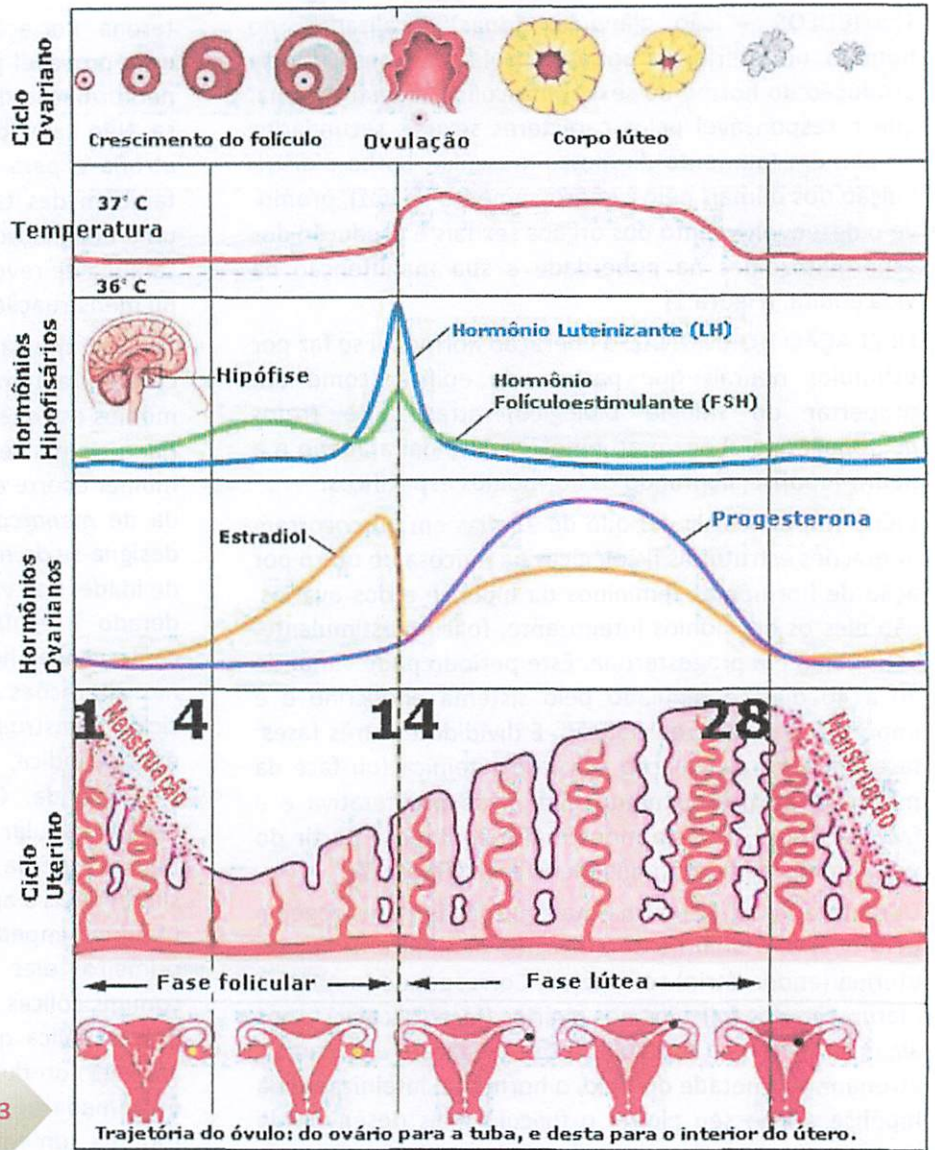 Ciclo
Ovariano
Crescimento do folículo
Ovulação
Corpo lúteo
37° C
Temperatura
36° C
Hormônios
Hipofisários
Hipófise
Hormônio Luteinizante (LH)
Hormônio
Folículoestimulante (FSH)
Hormônios
Ovarianos
Estradiol
Progesterona
1 4 14 28
Menstruação
Menstruação
Ciclo
Uterino
Fase folicular
Fase lútea
3
Trajetória do óvulo: do ovário para a tuba, e desta para o interior do útero.